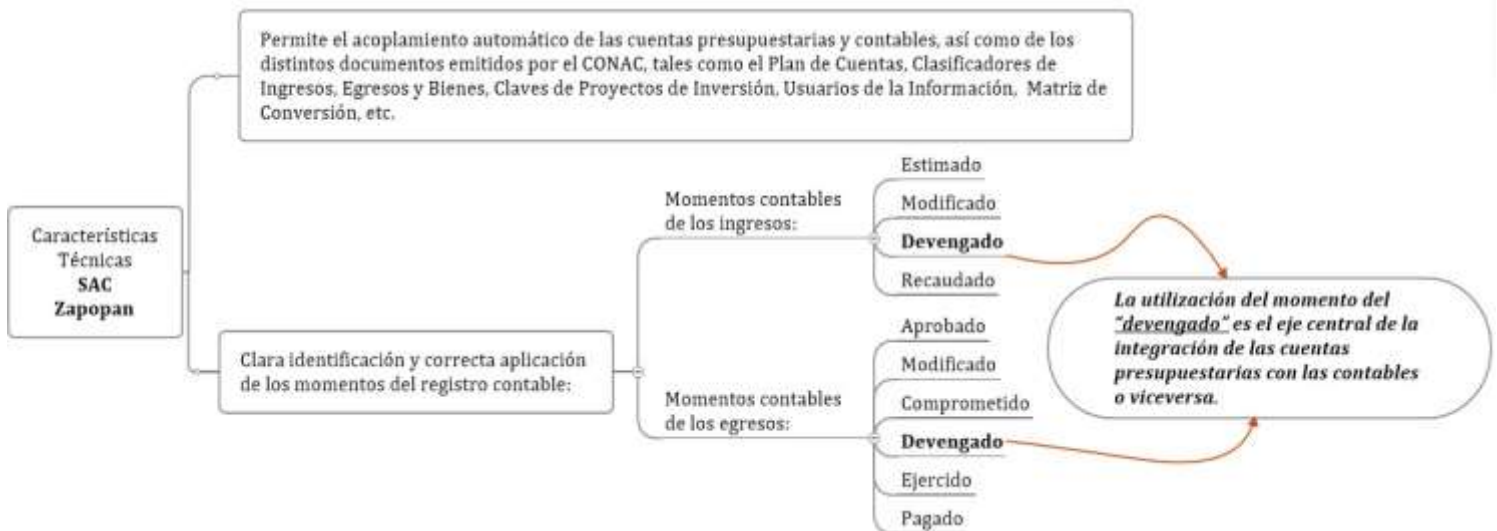 Permite el acoplamiento automático de las cuentas presupuestarias y contables, así como de los
distintos documentos emitidos por el CONAC, tales como el Plan de Cuentas, Clasificadores de
Ingresos, Egresos y Bienes, Claves de Proyectos de Inversión, Usuarios de la Información, Matriz de
Conversión, etc.
Características
Técnicas
SAC
Zapopan
Clara identificación y correcta aplicación
de los momentos del registro contable:
Momentos contables
de los ingresos:
Estimado
Modificado
Devengado
Recaudado
Momentos contables
de los egresos:
Aprobado
Modificado
Comprometido
Devengado
Ejercido
Pagado
La utilización del momento del
"devengado" es el eje central de la
integración de las cuentas
presupuestarias con las contables
o viceversa.